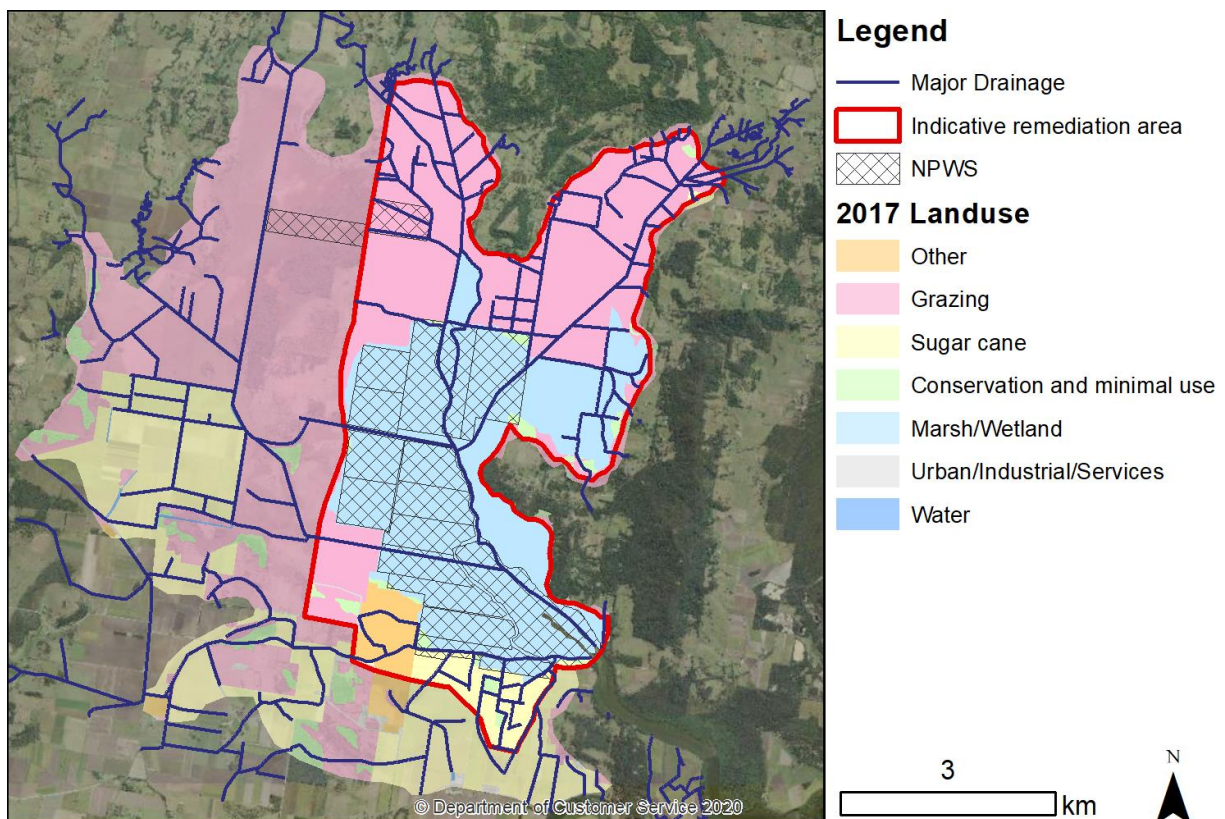 Legend
Major Drainage
Indicative remediation area
NPWS
2017 Landuse
Other
Grazing
Sugar cane
Conservation and minimal use
Marsh/Wetland
Urban/Industrial/Services
Water
3
km
N
© Department of Customer Service 2020